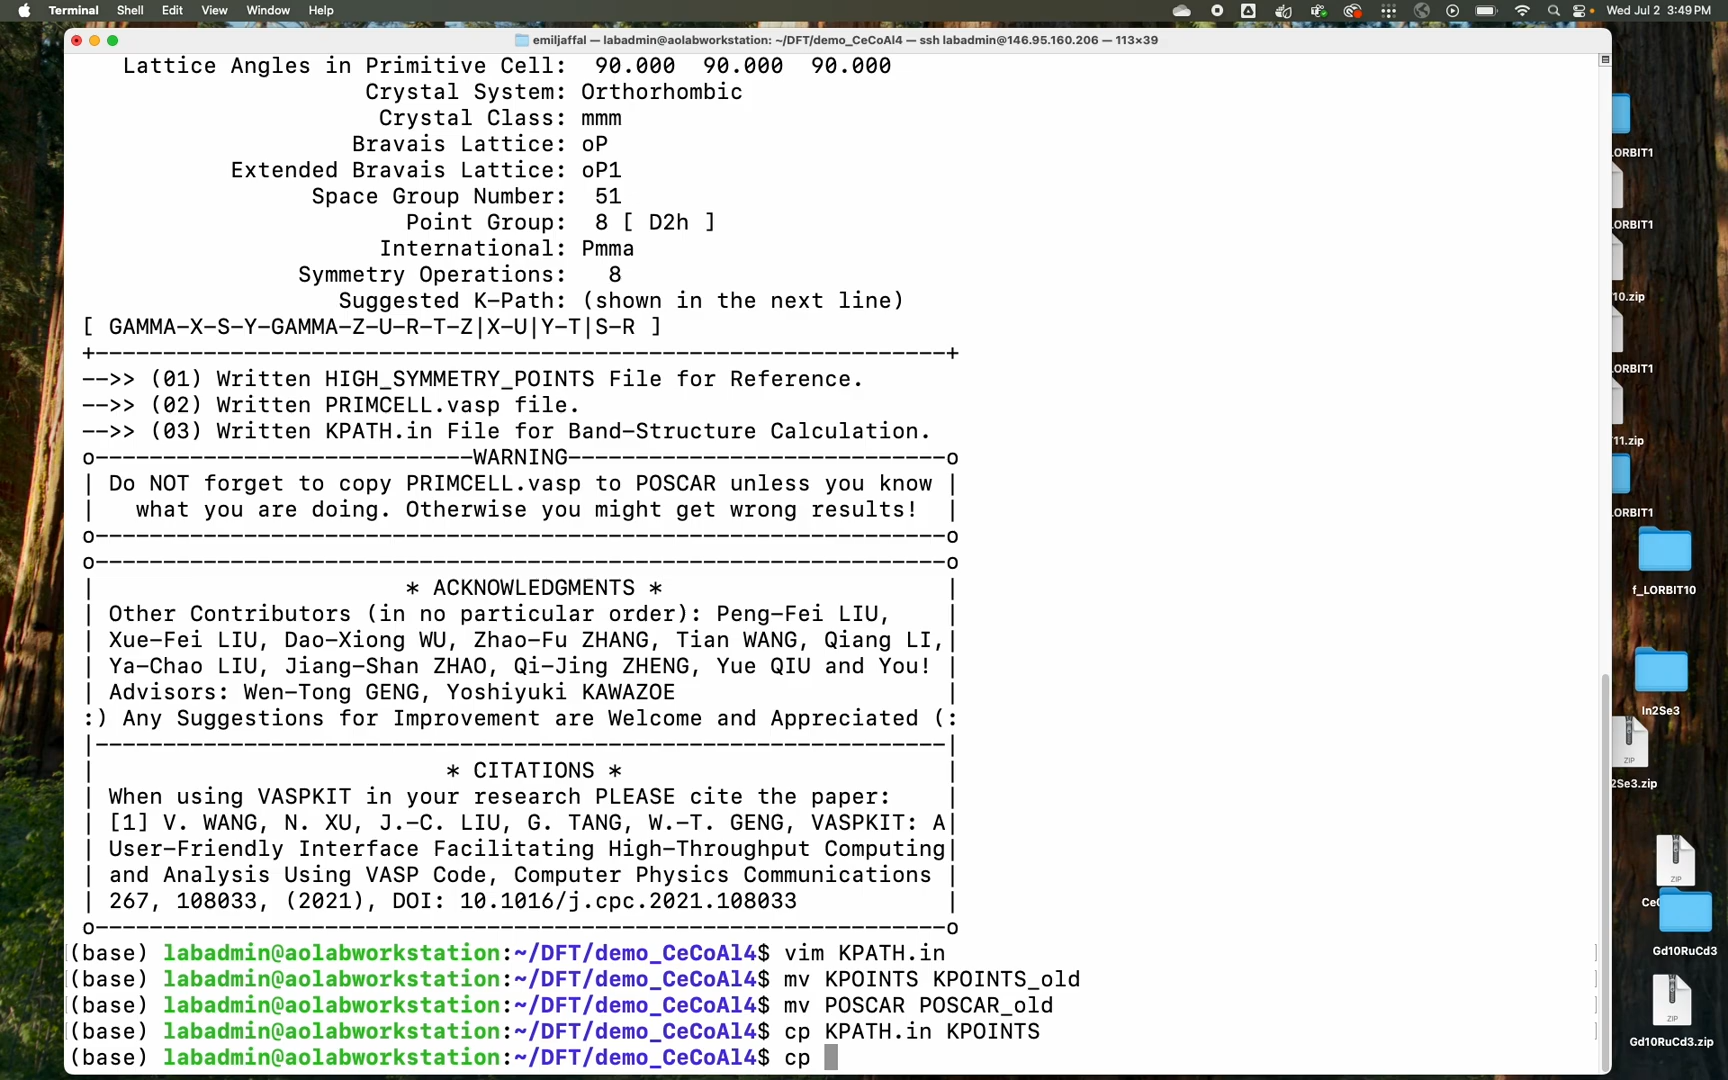 Terminal Shell Edit View Window Help Wed Jul 2 3:49 PM
emiljaffal — labadmin@aolabworkstation: ~/DFT/demo_CeCoAl4 — ssh labadmin@146.95.160.206 — 113×39
Lattice Angles in Primitive Cell: 90.000 90.000 90.000
Crystal System: Orthorhombic
Crystal Class: mmm
Bravais Lattice: oP
Extended Bravais Lattice: oP1
Space Group Number: 51
Point Group: 8 [ D2h ]
International: Pmma
Symmetry Operations: 8
Suggested K-Path: (shown in the next line)
[ GAMMA-X-S-Y-GAMMA-Z-U-R-T-Z|X-U|Y-T|S-R ]
+---------------------------------------------------------------+
-->> (01) Written HIGH_SYMMETRY_POINTS File for Reference.
-->> (02) Written PRIMCELL.vasp file.
-->> (03) Written KPATH.in File for Band-Structure Calculation.
o----------------------------WARNING----------------------------o
| Do NOT forget to copy PRIMCELL.vasp to POSCAR unless you know |
| what you are doing. Otherwise you might get wrong results! |
o---------------------------------------------------------------o
o---------------------------------------------------------------o
| * ACKNOWLEDGMENTS * |
| Other Contributors (in no particular order): Peng-Fei LIU, |
| Xue-Fei LIU, Dao-Xiong WU, Zhao-Fu ZHANG, Tian WANG, Qiang LI,|
| Ya-Chao LIU, Jiang-Shan ZHAO, Qi-Jing ZHENG, Yue QIU and You! |
| Advisors: Wen-Tong GENG, Yoshiyuki KAWAZOE |
:) Any Suggestions for Improvement are Welcome and Appreciated (:
|---------------------------------------------------------------|
| * CITATIONS * |
| When using VASPKIT in your research PLEASE cite the paper: |
| [1] V. WANG, N. XU, J.-C. LIU, G. TANG, W.-T. GENG, VASPKIT: A|
| User-Friendly Interface Facilitating High-Throughput Computing|
| and Analysis Using VASP Code, Computer Physics Communications |
| 267, 108033, (2021), DOI: 10.1016/j.cpc.2021.108033 |
o---------------------------------------------------------------o
(base) labadmin@aolabworkstation:~/DFT/demo_CeCoAl4$ vim KPATH.in
(base) labadmin@aolabworkstation:~/DFT/demo_CeCoAl4$ mv KPOINTS KPOINTS_old
(base) labadmin@aolabworkstation:~/DFT/demo_CeCoAl4$ mv POSCAR POSCAR_old
(base) labadmin@aolabworkstation:~/DFT/demo_CeCoAl4$ cp KPATH.in KPOINTS
(base) labadmin@aolabworkstation:~/DFT/demo_CeCoAl4$ cp
.ORBIT1
.ORBIT1
10.zip
.ORBIT1
11.zip
.ORBIT1
f_LORBIT10
In2Se3
ZIP
2Se3.zip
ZIP
Gd10RuCd3
ZIP
Gd10RuCd3.zip